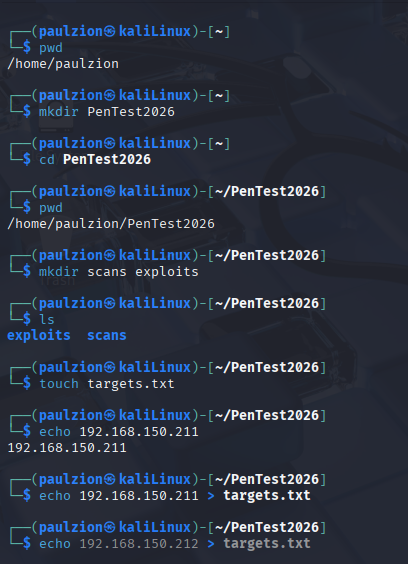 ┌──(paulzion㉿kaliLinux)-[~]
└─$ pwd
/home/paulzion
┌──(paulzion㉿kaliLinux)-[~]
└─$ mkdir PenTest2026
┌──(paulzion㉿kaliLinux)-[~]
└─$ cd PenTest2026
┌──(paulzion㉿kaliLinux)-[~/PenTest2026]
└─$ pwd
/home/paulzion/PenTest2026
┌──(paulzion㉿kaliLinux)-[~/PenTest2026]
└─$ mkdir scans exploits
┌──(paulzion㉿kaliLinux)-[~/PenTest2026]
└─$ ls
exploits  scans
┌──(paulzion㉿kaliLinux)-[~/PenTest2026]
└─$ touch targets.txt
┌──(paulzion㉿kaliLinux)-[~/PenTest2026]
└─$ echo 192.168.150.211
192.168.150.211
┌──(paulzion㉿kaliLinux)-[~/PenTest2026]
└─$ echo 192.168.150.211 > targets.txt
┌──(paulzion㉿kaliLinux)-[~/PenTest2026]
└─$ echo 192.168.150.212 > targets.txt